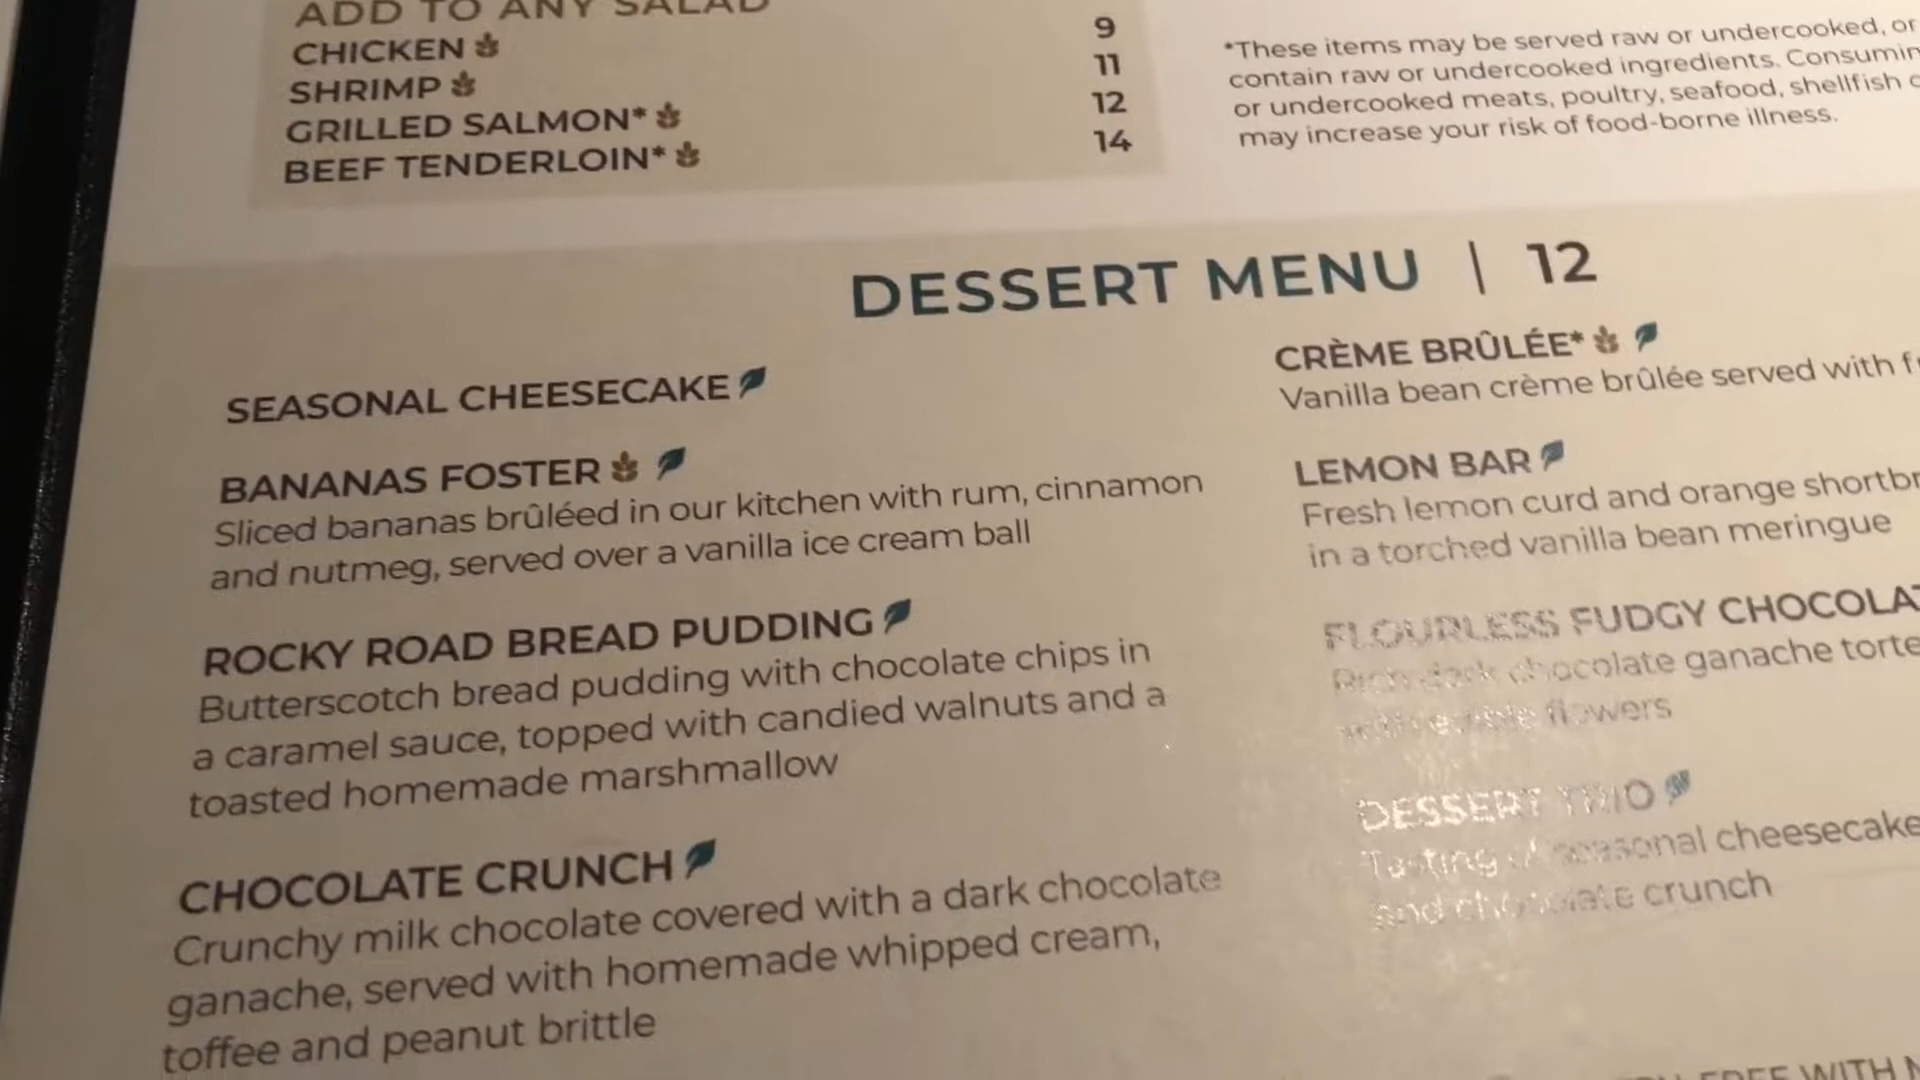 ADD TO ANY SALAD
CHICKEN 9
SHRIMP 11
GRILLED SALMON* 12
BEEF TENDERLOIN* 14
*These items may be served raw or undercooked, or
contain raw or undercooked ingredients.
or undercooked meats, poultry, seafood, shellfish
may increase your risk of food-borne illness.
DESSERT MENU | 12
SEASONAL CHEESECAKE
BANANAS FOSTER
Sliced bananas brûléed in our kitchen with rum, cinnamon
and nutmeg, served over a vanilla ice cream ball
ROCKY ROAD BREAD PUDDING
Butterscotch bread pudding with chocolate chips in
a caramel sauce, topped with candied walnuts and a
toasted homemade marshmallow
CHOCOLATE CRUNCH
Crunchy milk chocolate covered with a dark chocolate
ganache, served with homemade whipped cream,
toffee and peanut brittle
CRÈME BRÛLÉE*
Vanilla bean crème brûlée served with
LEMON BAR
Fresh lemon curd and orange
in a torched vanilla bean meringue
FLOURLESS FUDGY
chocolate ganache torte
flowers
DESSERT TRIO
Tasting of seasonal cheesecake
and chocolate crunch
FREE WITH